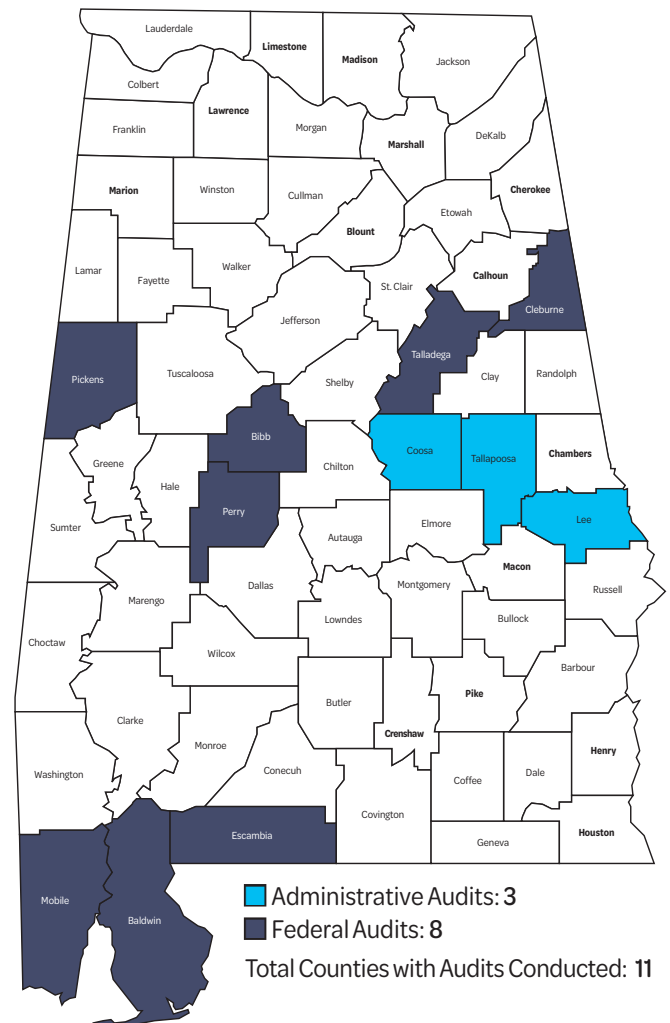 Lauderdale
Limestone
Madison
Jackson
Colbert
Lawrence
Franklin
Morgan
Marshall
DeKalb
Marion
Winston
Cullman
Cherokee
Etowah
Blount
Lamar
Fayette
Walker
St. Clair
Calhoun
Cleburne
Jefferson
Talladega
Pickens
Tuscaloosa
Shelby
Clay
Randolph
Bibb
Coosa
Tallapoosa
Chambers
Greene
Hale
Chilton
Perry
Sumter
Autauga
Elmore
Lee
Macon
Dallas
Montgomery
Russell
Marengo
Lowndes
Bullock
Choctaw
Wilcox
Barbour
Clarke
Butler
Pike
Crenshaw
Monroe
Henry
Washington
Conecuh
Coffee
Dale
Covington
Escambia
Geneva
Houston
Mobile
Baldwin
Administrative Audits: 3
Federal Audits: 8
Total Counties with Audits Conducted: 11